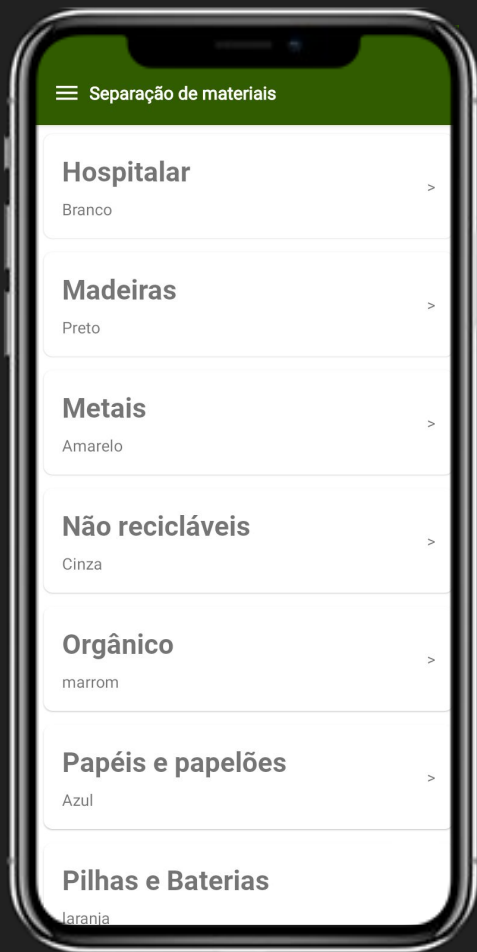 Separação de materiais
Hospitalar
>
Branco
Madeiras
>
Preto
Metais
>
Amarelo
Não recicláveis
>
Cinza
Orgânico
>
marrom
Papéis e papelões
>
Azul
Pilhas e Baterias
laranja